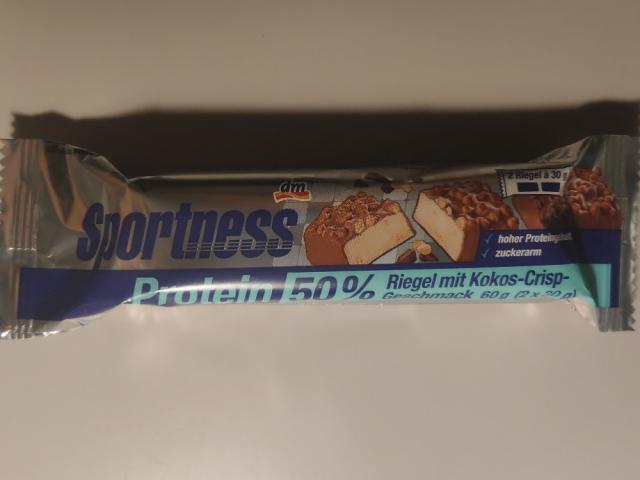 dm
Sportness
2 Riegel à 30 g
✓ hoher Proteingehalt
✓ zuckerarm
Protein 50%
Riegel mit Kokos-Crisp-
Geschmack 60 g (2 x 30 g)